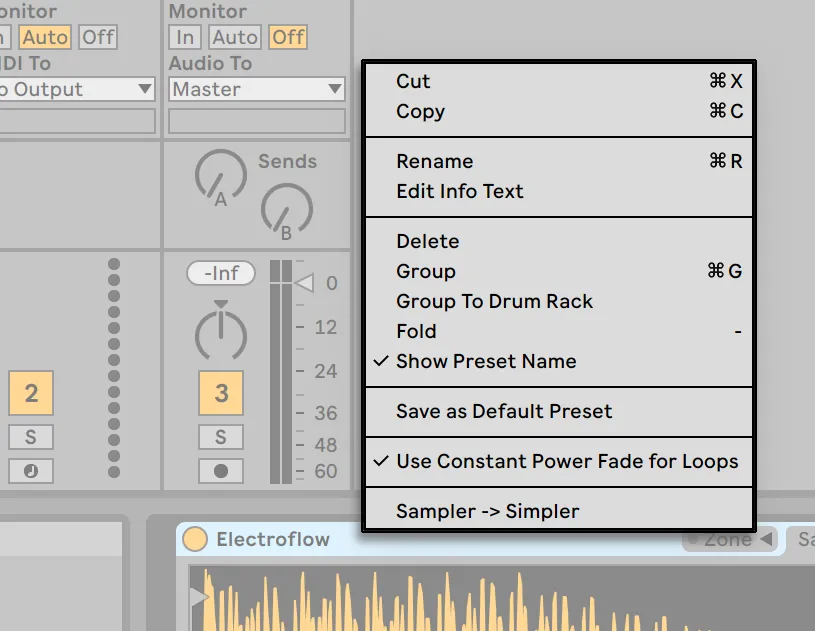 Monitor
Auto Off
To
Output
Monitor
In Auto Off
Audio To
Master
Sends
A
B
-Inf
0
12
24
36
48
60
2
S
3
S
Cut ⌘ X
Copy ⌘ C
Rename ⌘ R
Edit Info Text
Delete
Group ⌘ G
Group To Drum Rack
Fold -
✓ Show Preset Name
Save as Default Preset
✓ Use Constant Power Fade for Loops
Sampler -> Simpler
Electroflow
Zone